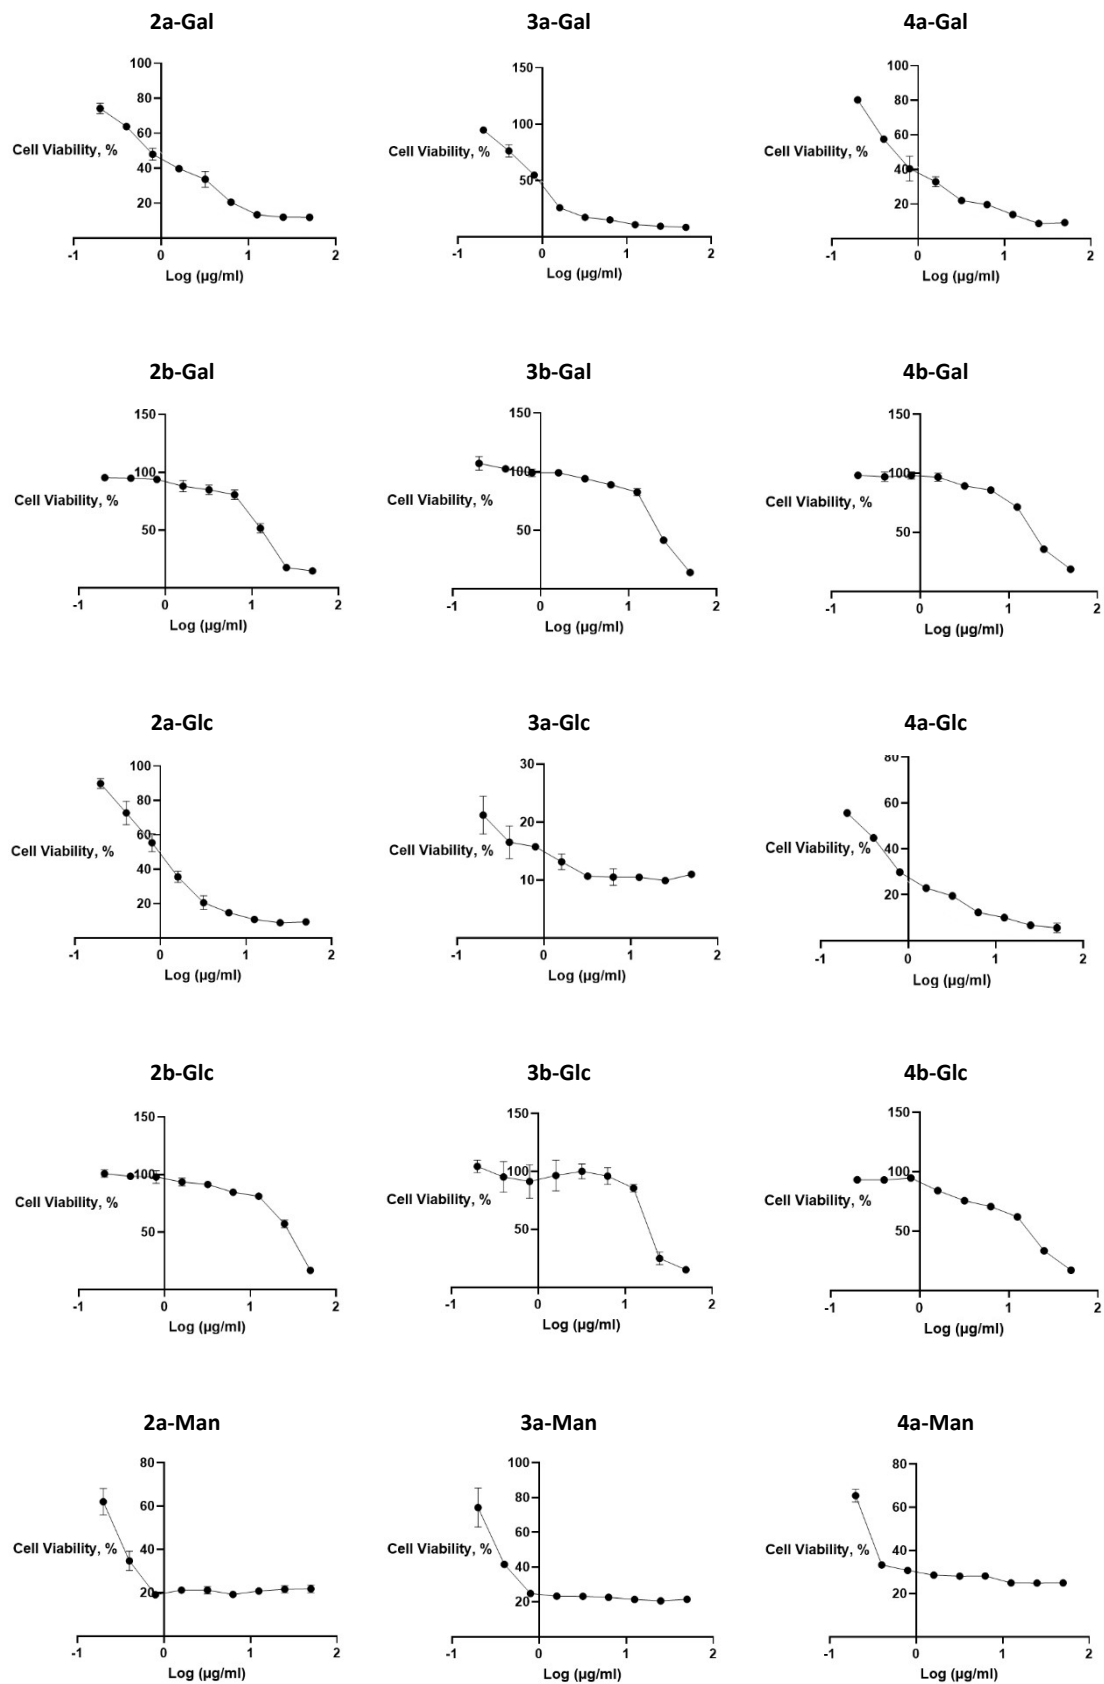 2a-Gal
100
80
60
Cell Viability, %
40
20
-1 0 1 2
Log (µg/ml)
3a-Gal
150
100
Cell Viability, %
50
-1 0 1 2
Log (µg/ml)
4a-Gal
100
80
60
Cell Viability, %
40
20
-1 0 1 2
Log (µg/ml)
2b-Gal
150
100
Cell Viability, %
50
-1 0 1 2
Log (µg/ml)
3b-Gal
150
100
Cell Viability, %
50
-1 0 1 2
Log (µg/ml)
4b-Gal
150
100
Cell Viability, %
50
-1 0 1 2
Log (µg/ml)
2a-Glc
100
80
60
Cell Viability, %
40
20
-1 0 1 2
Log (µg/ml)
3a-Glc
30
20
Cell Viability, %
10
-1 0 1 2
Log (µg/ml)
4a-Glc
80
60
Cell Viability, %
40
20
-1 0 1 2
Log (µg/ml)
2b-Glc
150
100
Cell Viability, %
50
-1 0 1 2
Log (µg/ml)
3b-Glc
150
100
Cell Viability, %
50
-1 0 1 2
Log (µg/ml)
4b-Glc
150
100
Cell Viability, %
50
-1 0 1 2
Log (µg/ml)
2a-Man
80
60
Cell Viability, %
40
20
-1 0 1 2
Log (µg/ml)
3a-Man
100
80
60
Cell Viability, %
40
20
-1 0 1 2
Log (µg/ml)
4a-Man
80
60
Cell Viability, %
40
20
-1 0 1 2
Log (µg/ml)